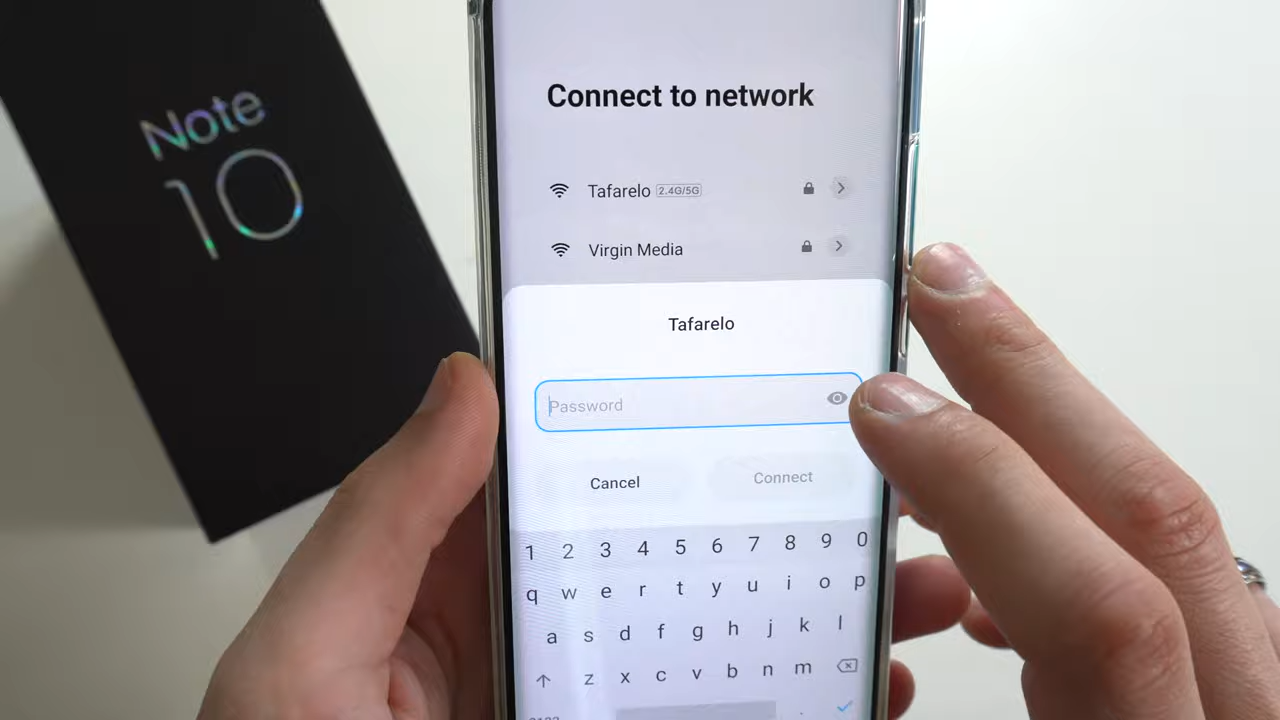 Note
10
Connect to network
Tafarelo 2.4G/5G
Virgin Media
Tafarelo
Password
Cancel Connect
1 2 3 4 5 6 7 8 9 0
q w e r t y u i o p
a s d f g h j k l
z x c v b n m